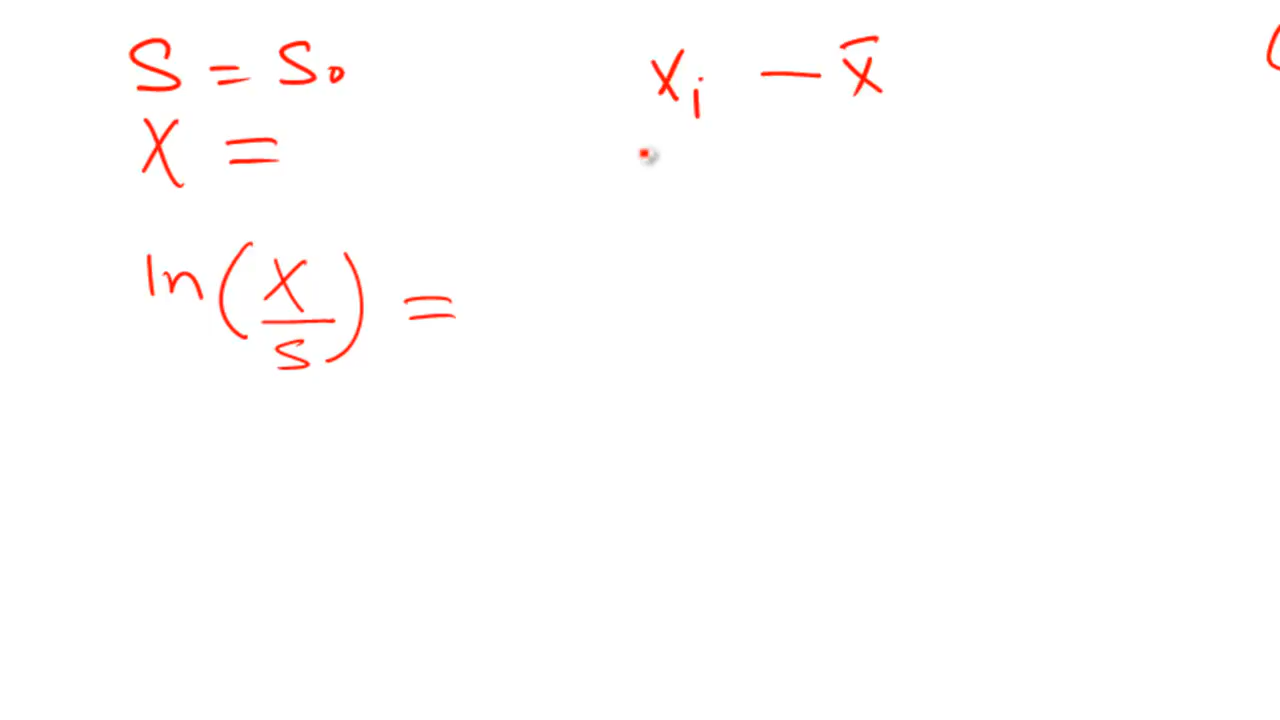 S = S₀
X =
ln(X/S) =
xᵢ — x̄